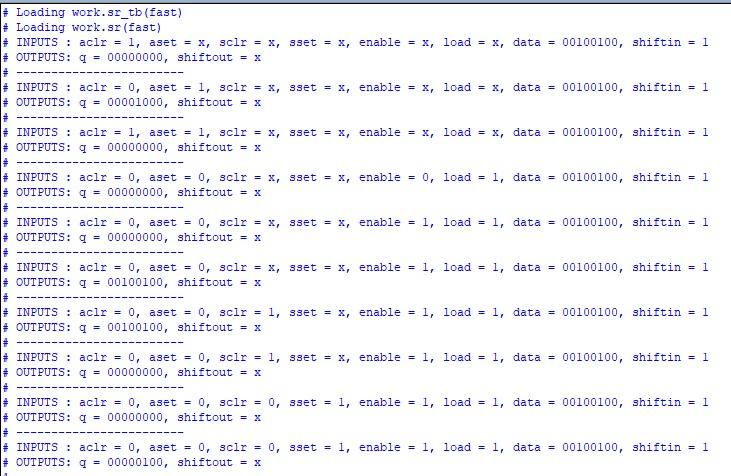 # Loading work.sr_tb(fast)
# Loading work.sr(fast)
# INPUTS : aclr = 1, aset = x, sclr = x, sset = x, enable = x, load = x, data = 00100100, shiftin = 1
# OUTPUTS: q = 00000000, shiftout = x
# ------------------------
# INPUTS : aclr = 0, aset = 1, sclr = x, sset = x, enable = x, load = x, data = 00100100, shiftin = 1
# OUTPUTS: q = 00001000, shiftout = x
# ------------------------
# INPUTS : aclr = 1, aset = 1, sclr = x, sset = x, enable = x, load = x, data = 00100100, shiftin = 1
# OUTPUTS: q = 00000000, shiftout = x
# ------------------------
# INPUTS : aclr = 0, aset = 0, sclr = x, sset = x, enable = 0, load = 1, data = 00100100, shiftin = 1
# OUTPUTS: q = 00000000, shiftout = x
# ------------------------
# INPUTS : aclr = 0, aset = 0, sclr = x, sset = x, enable = 1, load = 1, data = 00100100, shiftin = 1
# OUTPUTS: q = 00000000, shiftout = x
# ------------------------
# INPUTS : aclr = 0, aset = 0, sclr = x, sset = x, enable = 1, load = 1, data = 00100100, shiftin = 1
# OUTPUTS: q = 00100100, shiftout = x
# ------------------------
# INPUTS : aclr = 0, aset = 0, sclr = 1, sset = x, enable = 1, load = 1, data = 00100100, shiftin = 1
# OUTPUTS: q = 00100100, shiftout = x
# ------------------------
# INPUTS : aclr = 0, aset = 0, sclr = 1, sset = x, enable = 1, load = 1, data = 00100100, shiftin = 1
# OUTPUTS: q = 00000000, shiftout = x
# ------------------------
# INPUTS : aclr = 0, aset = 0, sclr = 0, sset = 1, enable = 1, load = 1, data = 00100100, shiftin = 1
# OUTPUTS: q = 00000000, shiftout = x
# ------------------------
# INPUTS : aclr = 0, aset = 0, sclr = 0, sset = 1, enable = 1, load = 1, data = 00100100, shiftin = 1
# OUTPUTS: q = 00000100, shiftout = x